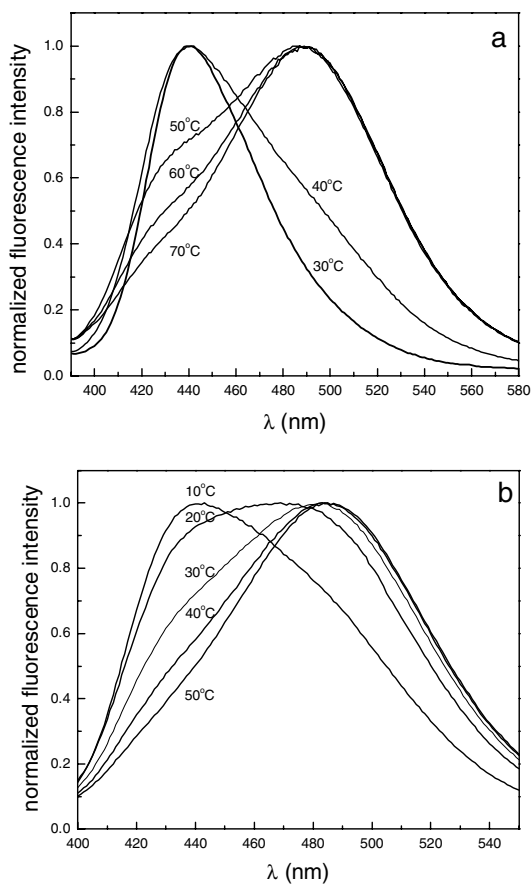 a
normalized fluorescence intensity
1.0
0.8
0.6
0.4
0.2
0.0
50°C
60°C
70°C
40°C
30°C
400 420 440 460 480 500 520 540 560 580
λ (nm)
b
normalized fluorescence intensity
1.0
0.8
0.6
0.4
0.2
0.0
10°C
20°C
30°C
40°C
50°C
400 420 440 460 480 500 520 540
λ (nm)